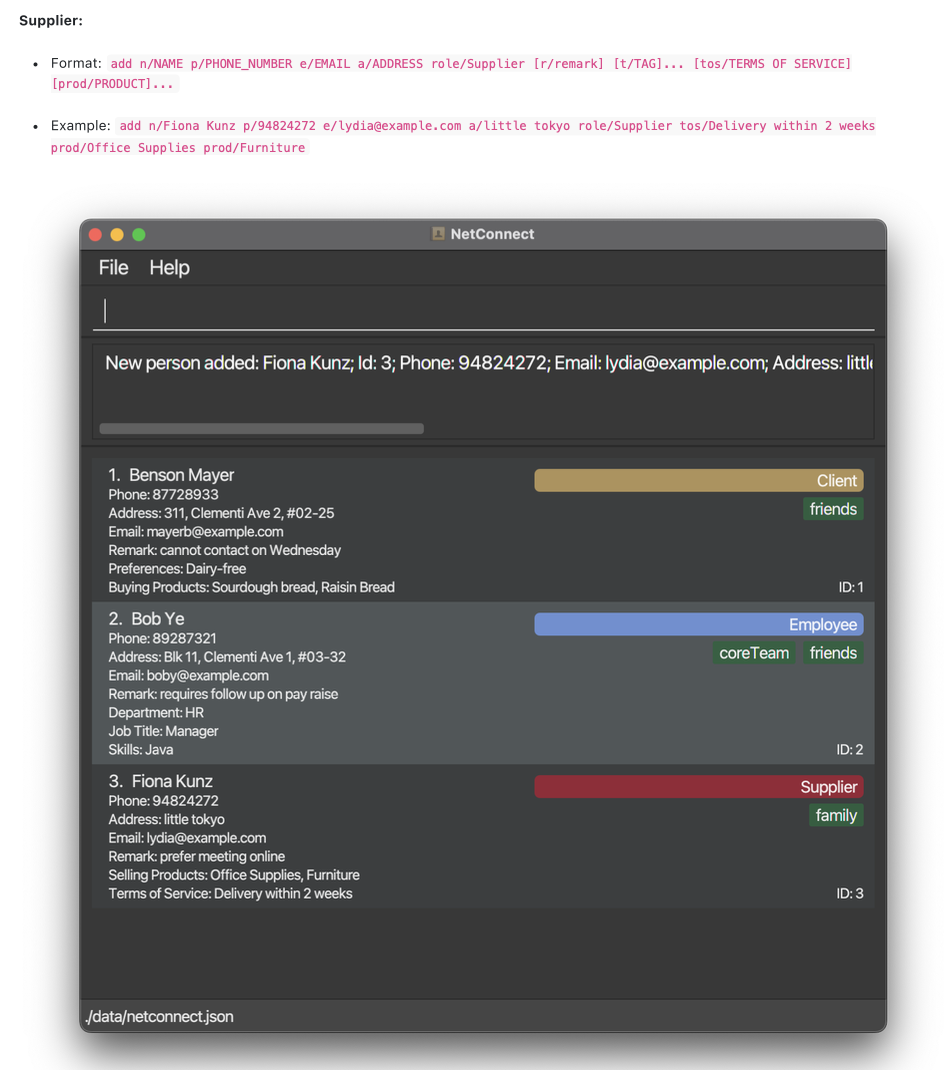 Supplier:
Format: add n/NAME p/PHONE_NUMBER e/EMAIL a/ADDRESS role/Supplier [r/remark] [t/TAG]... [tos/TERMS OF SERVICE]
[prod/PRODUCT]...
Example: add n/Fiona Kunz p/94824272 e/lydia@example.com a/little tokyo role/Supplier tos/Delivery within 2 weeks
prod/Office Supplies prod/Furniture
NetConnect
File Help
New person added: Fiona Kunz; Id: 3; Phone: 94824272; Email: lydia@example.com; Address: little
1. Benson Mayer
Client
Phone: 87728933
friends
Address: 311, Clementi Ave 2, #02-25
Email: mayerb@example.com
Remark: cannot contact on Wednesday
Preferences: Dairy-free
Buying Products: Sourdough bread, Raisin Bread
ID: 1
2. Bob Ye
Employee
Phone: 89287321
coreTeam friends
Address: Blk 11, Clementi Ave 1, #03-32
Email: boby@example.com
Remark: requires follow up on pay raise
Department: HR
Job Title: Manager
Skills: Java
ID: 2
3. Fiona Kunz
Supplier
Phone: 94824272
family
Address: little tokyo
Email: lydia@example.com
Remark: prefer meeting online
Selling Products: Office Supplies, Furniture
Terms of Service: Delivery within 2 weeks
ID: 3
./data/netconnect.json